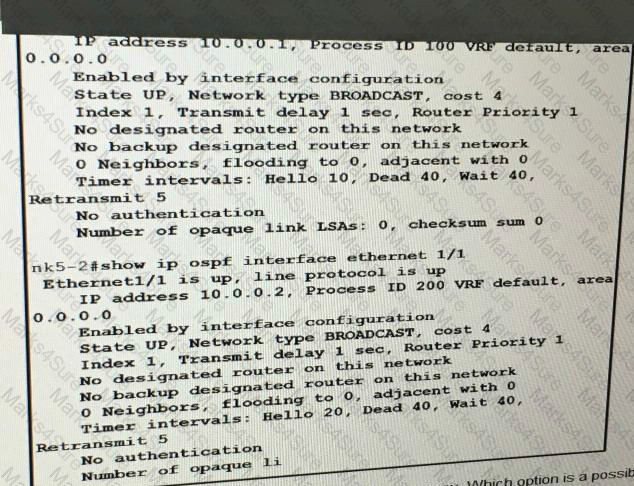 IP address 10.0.0.1, Process ID 100 VRF default, area
0.0.0.0
Enabled by interface configuration
State UP, Network type BROADCAST, cost 4
Index 1, Transmit delay 1 sec, Router Priority 1
No designated router on this network
No backup designated router on this network
0 Neighbors, flooding to 0, adjacent with 0
Timer intervals: Hello 10, Dead 40, Wait 40,
Retransmit 5
No authentication
Number of opaque link LSAs: 0, checksum sum 0
nk5-2#show ip ospf interface ethernet 1/1
Ethernet1/1 is up, line protocol is up
IP address 10.0.0.2, Process ID 200 VRF default, area
0.0.0.0
Enabled by interface configuration
State UP, Network type BROADCAST, cost 4
Index 1, Transmit delay 1 sec, Router Priority 1
No designated router on this network
No backup designated router on this network
0 Neighbors, flooding to 0, adjacent with 0
Timer intervals: Hello 20, Dead 40, Wait 40,
Retransmit 5
No authentication
Number of opaque li
Which option is a possib
Marks4Sure